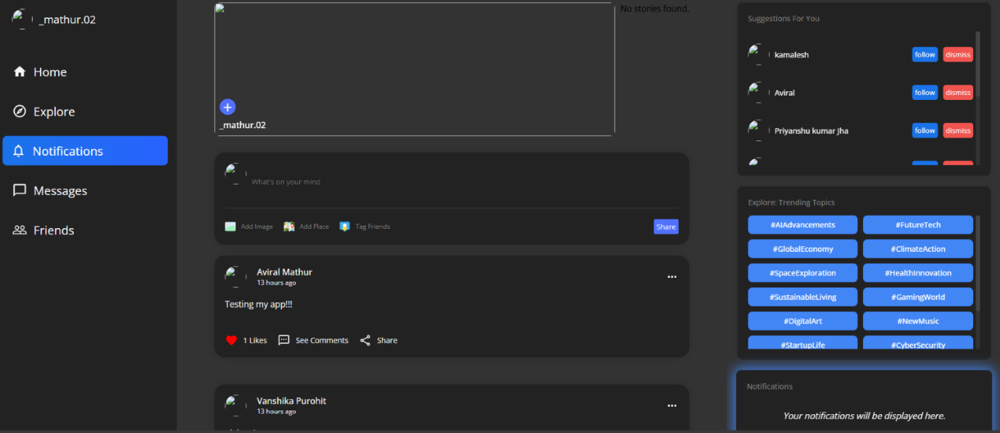 _mathur.02
Home
Explore
Notifications
Messages
Friends
No stories found.
_mathur.02
What's on your mind
Add Image
Add Place
Tag Friends
Share
Aviral Mathur
13 hours ago
Testing my app!!!
1 Likes
See Comments
Share
Vanshika Purohit
13 hours ago
Suggestions For You
kamalesh
follow
dismiss
Aviral
follow
dismiss
Priyanshu kumar Jha
follow
dismiss
Explore: Trending Topics
#AIAdvancements
#FutureTech
#GlobalEconomy
#ClimateAction
#SpaceExploration
#HealthInnovation
#SustainableLiving
#GamingWorld
#DigitalArt
#NewMusic
#StartupLife
#CyberSecurity
Notifications
Your notifications will be displayed here.